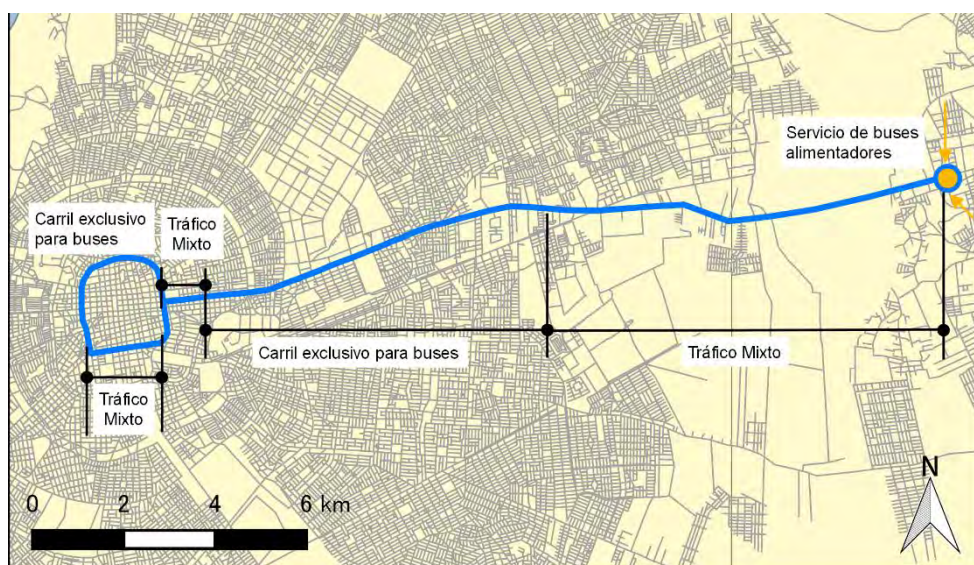 Servicio de buses
alimentadores
Carril exclusivo
para buses
Tráfico
Mixto
Carril exclusivo para buses
Tráfico Mixto
Tráfico
Mixto
N
0 2 4 6 km